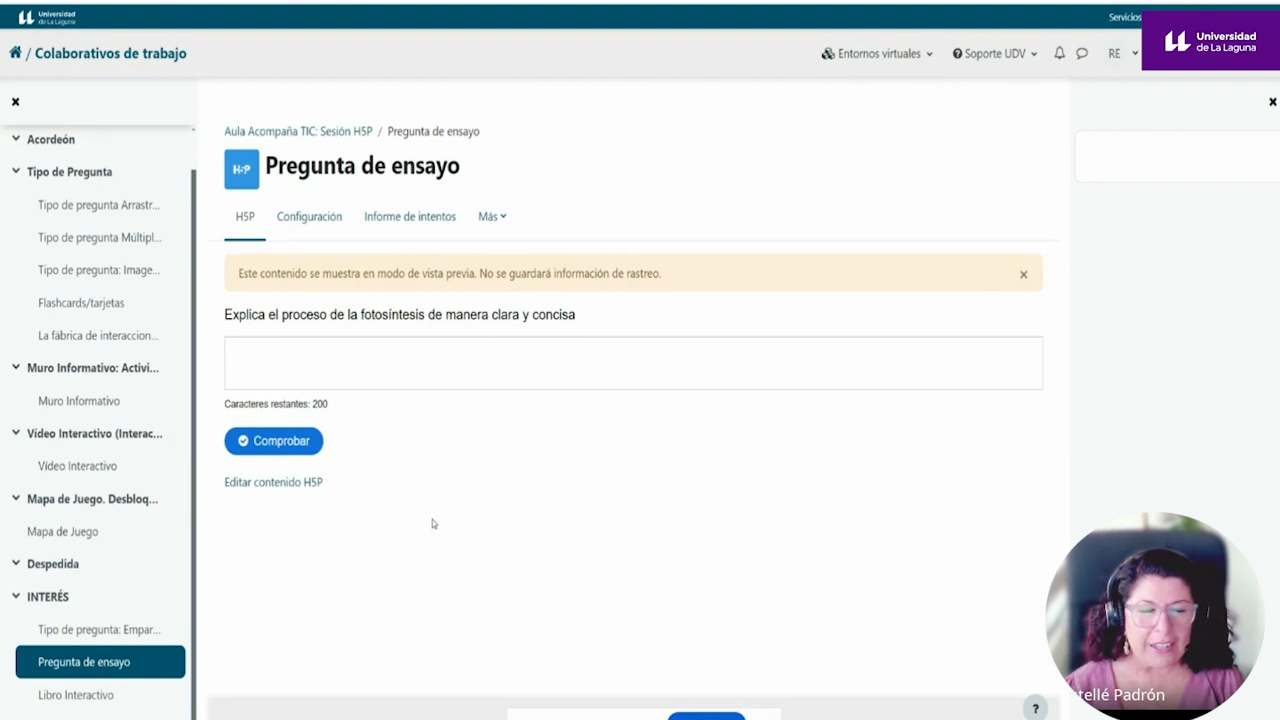 Universidad
de La Laguna
Servicios
/ Colaborativos de trabajo
Entornos virtuales
Soporte UDV
RE
Universidad
de La Laguna
Acordeón
Tipo de Pregunta
Tipo de pregunta Arrastr...
Tipo de pregunta Múltipl...
Tipo de pregunta: Image...
Flashcards/tarjetas
La fábrica de interaccion...
Muro Informativo: Activi...
Muro Informativo
Vídeo Interactivo (Interac...
Vídeo Interactivo
Mapa de Juego. Desbloq...
Mapa de Juego
Despedida
INTERÉS
Tipo de pregunta: Empar...
Pregunta de ensayo
Libro Interactivo
Aula Acompaña TIC: Sesión H5P / Pregunta de ensayo
H5P
Pregunta de ensayo
H5P
Configuración
Informe de intentos
Más
Este contenido se muestra en modo de vista previa. No se guardará información de rastreo.
Explica el proceso de la fotosíntesis de manera clara y concisa
Caracteres restantes: 200
Comprobar
Editar contenido H5P
?
tellé Padrón